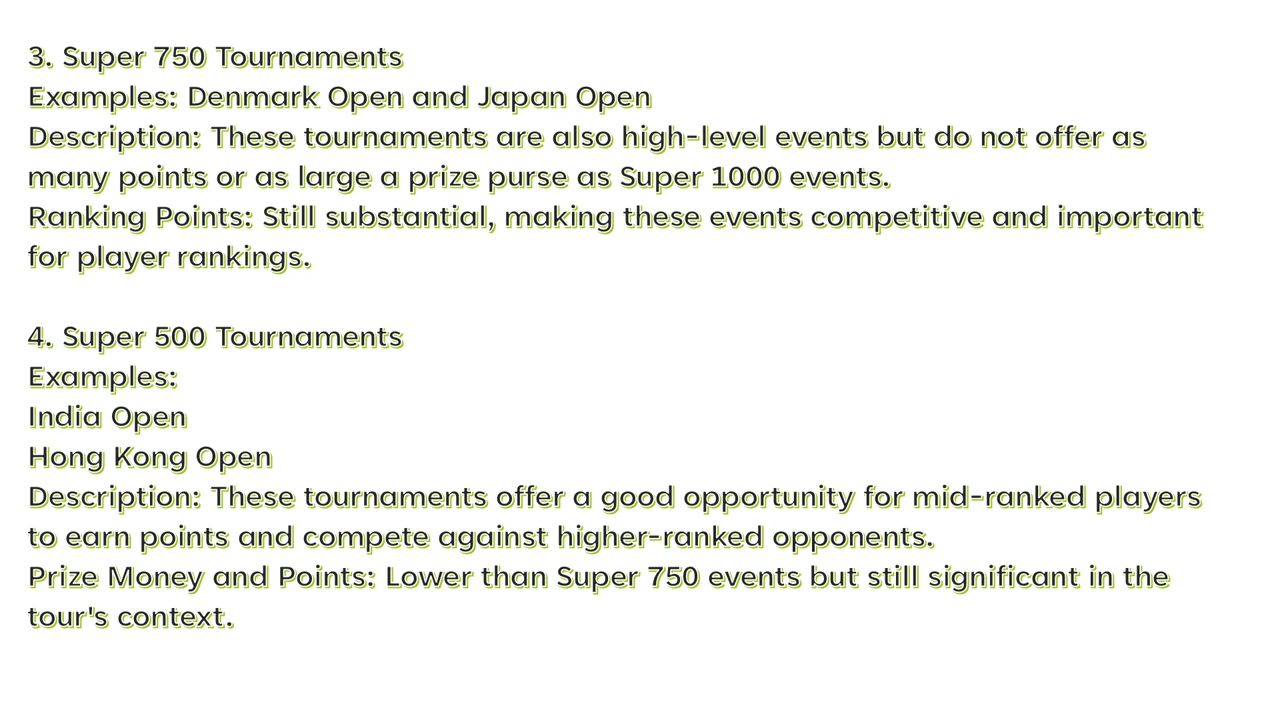 3. Super 750 Tournaments
Examples: Denmark Open and Japan Open
Description: These tournaments are also high-level events but do not offer as
many points or as large a prize purse as Super 1000 events.
Ranking Points: Still substantial, making these events competitive and important
for player rankings.
4. Super 500 Tournaments
Examples:
India Open
Hong Kong Open
Description: These tournaments offer a good opportunity for mid-ranked players
to earn points and compete against higher-ranked opponents.
Prize Money and Points: Lower than Super 750 events but still significant in the
tour's context.